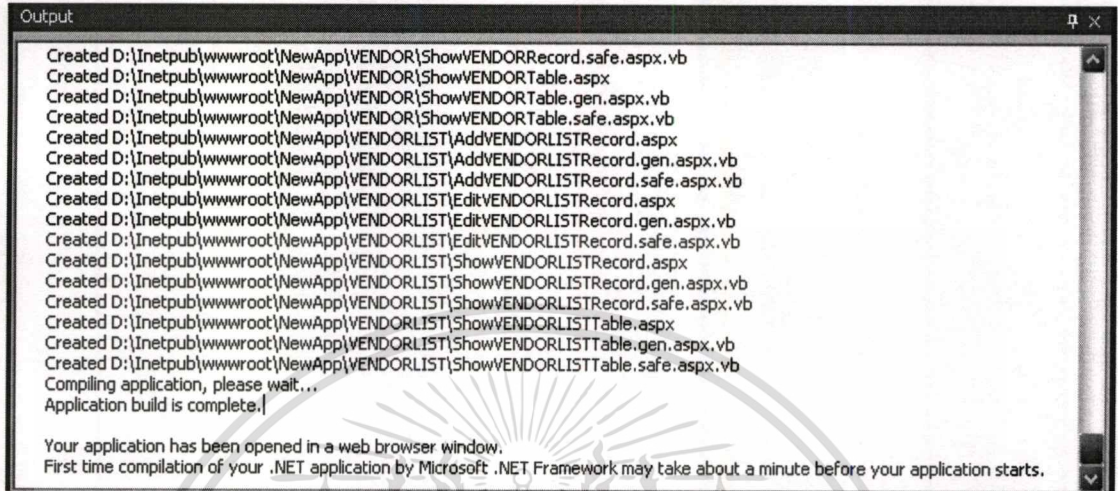 Output
Created D:\Inetpub\wwwroot\NewApp\VENDOR\ShowVENDORRecord.safe.aspx.vb
Created D:\Inetpub\wwwroot\NewApp\VENDOR\ShowVENDORTable.aspx
Created D:\Inetpub\wwwroot\NewApp\VENDOR\ShowVENDORTable.gen.aspx.vb
Created D:\Inetpub\wwwroot\NewApp\VENDOR\ShowVENDORTable.safe.aspx.vb
Created D:\Inetpub\wwwroot\NewApp\VENDORLIST\AddVENDORLISTRecord.aspx
Created D:\Inetpub\wwwroot\NewApp\VENDORLIST\AddVENDORLISTRecord.gen.aspx.vb
Created D:\Inetpub\wwwroot\NewApp\VENDORLIST\AddVENDORLISTRecord.safe.aspx.vb
Created D:\Inetpub\wwwroot\NewApp\VENDORLIST\EditVENDORLISTRecord.aspx
Created D:\Inetpub\wwwroot\NewApp\VENDORLIST\EditVENDORLISTRecord.gen.aspx.vb
Created D:\Inetpub\wwwroot\NewApp\VENDORLIST\EditVENDORLISTRecord.safe.aspx.vb
Created D:\Inetpub\wwwroot\NewApp\VENDORLIST\ShowVENDORLISTRecord.aspx
Created D:\Inetpub\wwwroot\NewApp\VENDORLIST\ShowVENDORLISTRecord.gen.aspx.vb
Created D:\Inetpub\wwwroot\NewApp\VENDORLIST\ShowVENDORLISTRecord.safe.aspx.vb
Created D:\Inetpub\wwwroot\NewApp\VENDORLIST\ShowVENDORLISTTable.aspx
Created D:\Inetpub\wwwroot\NewApp\VENDORLIST\ShowVENDORLISTTable.gen.aspx.vb
Created D:\Inetpub\wwwroot\NewApp\VENDORLIST\ShowVENDORLISTTable.safe.aspx.vb
Compiling application, please wait...
Application build is complete.
Your application has been opened in a web browser window.
First time compilation of your .NET application by Microsoft .NET Framework may take about a minute before your application starts.